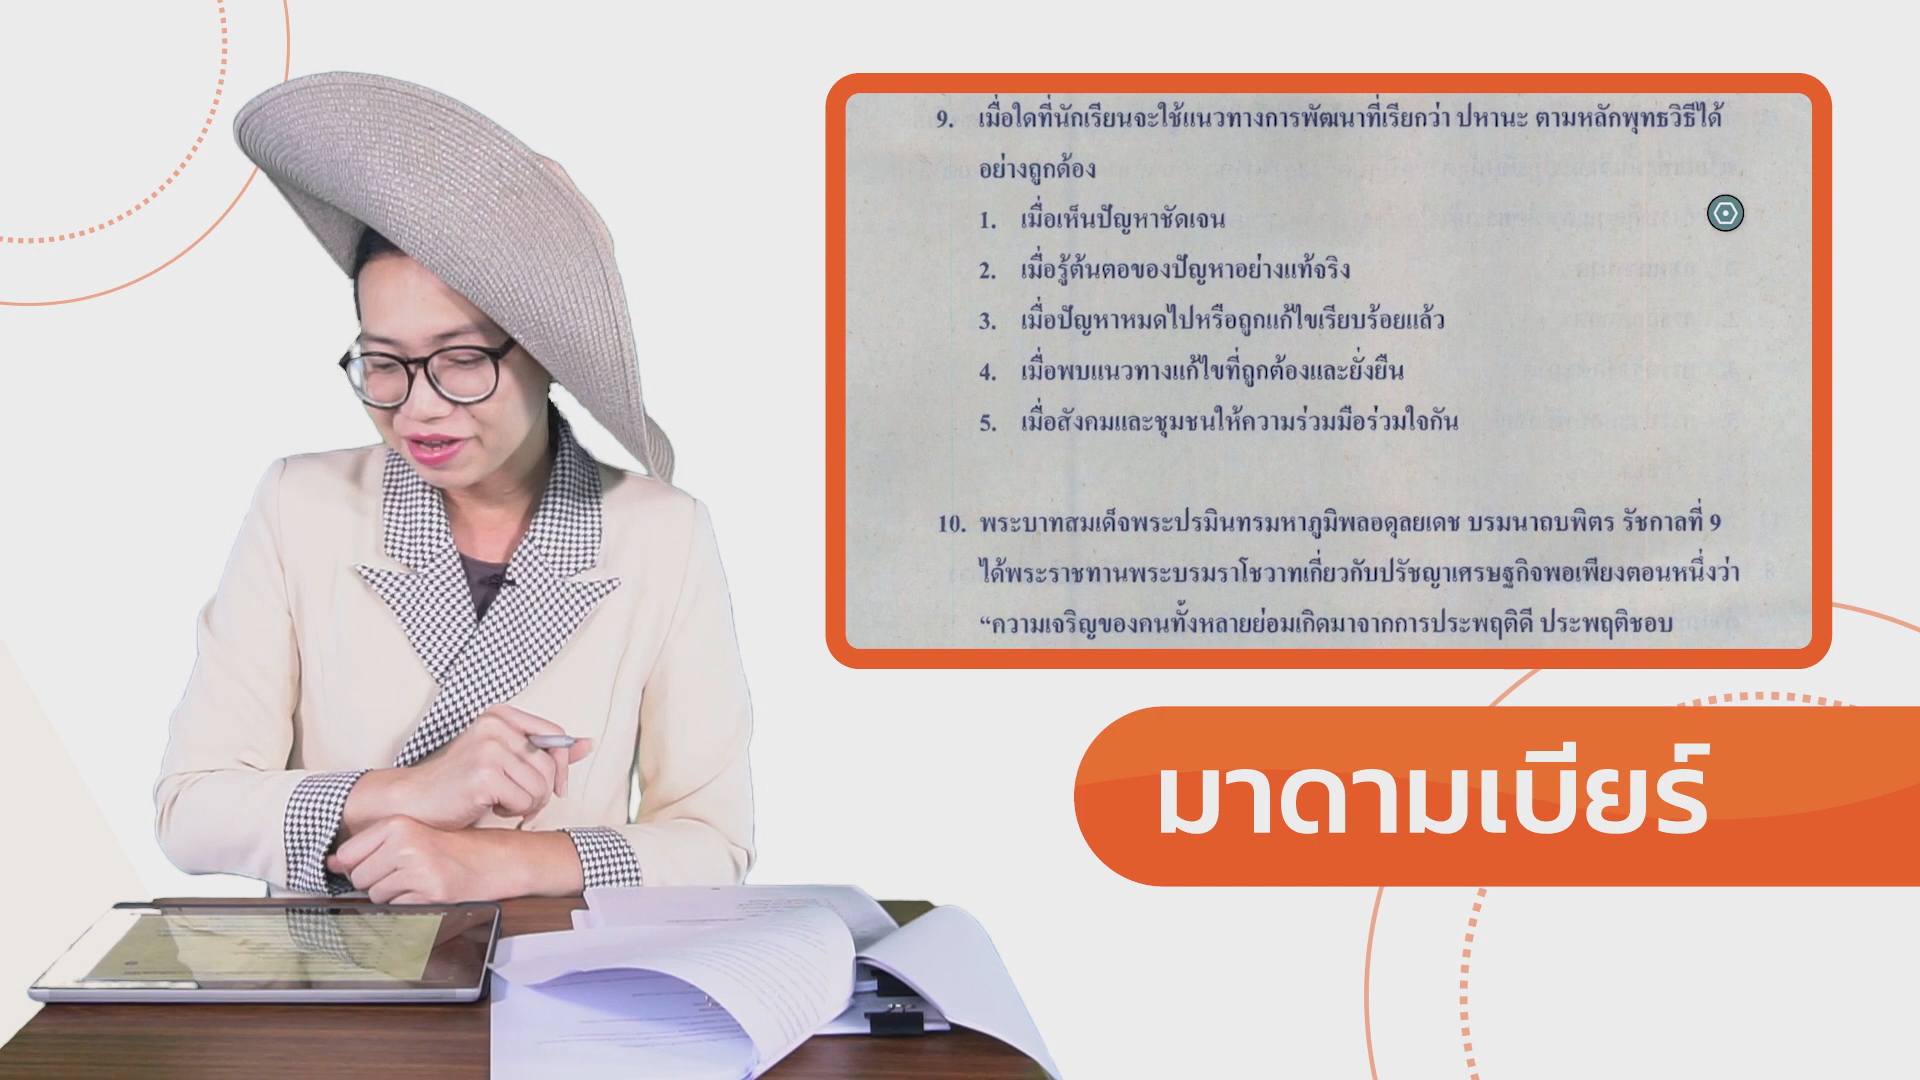 9. เมื่อใดที่นักเรียนจะใช้แนวทางการพัฒนาที่เรียกว่า ปหานะ ตามหลักพุทธวิธีได้
อย่างถูกต้อง
1. เมื่อเห็นปัญหาชัดเจน
2. เมื่อรู้ต้นตอของปัญหาอย่างแท้จริง
3. เมื่อปัญหาหมดไปหรือถูกแก้ไขเรียบร้อยแล้ว
4. เมื่อพบแนวทางแก้ไขที่ถูกต้องและยั่งยืน
5. เมื่อสังคมและชุมชนให้ความร่วมมือร่วมใจกัน
10. พระบาทสมเด็จพระปรมินทรมหาภูมิพลอดุลยเดช บรมนาถบพิตร รัชกาลที่ 9
ได้พระราชทานพระบรมราโชวาทเกี่ยวกับปรัชญาเศรษฐกิจพอเพียงตอนหนึ่งว่า
“ความเจริญของคนทั้งหลายย่อมเกิดมาจากการประพฤติดี ประพฤติชอบ
มาดามเบียร์